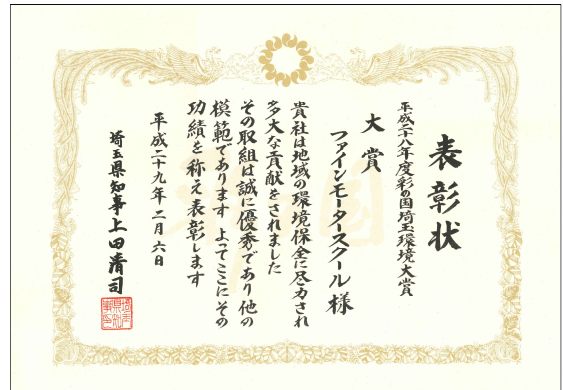 表彰状
平成二十八年度彩の国埼玉環境大賞
大賞
ファインモータースクール様
貴社は地域の環境保全に尽力され
多大な貢献をされました
その取組は誠に優秀であり他の
模範であります よってここにその
功績を称え表彰します
平成二十九年二月六日
埼玉県知事上田清司